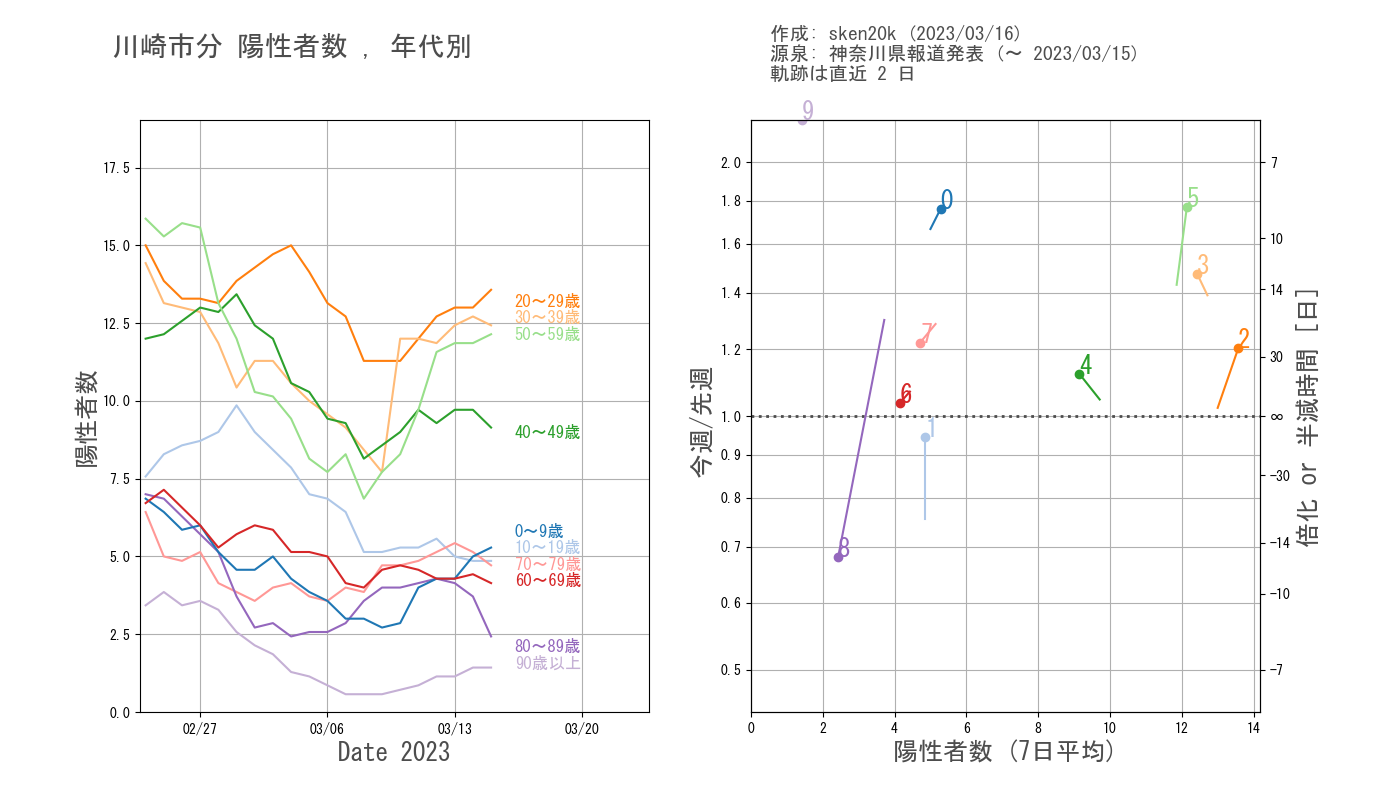 川崎市分 陽性者数 , 年代別
作成: sken20k (2023/03/16)
源泉: 神奈川県報道発表 (～ 2023/03/15)
軌跡は直近 2 日
陽性者数
17.5
15.0
12.5
10.0
7.5
5.0
2.5
0.0
20～29歳
30～39歳
50～59歳
40～49歳
0～9歳
10～19歳
70～79歳
60～69歳
80～89歳
90歳以上
02/27
03/06
03/13
03/20
Date 2023
今週/先週
2.0
1.8
1.6
1.4
1.2
1.0
0.9
0.8
0.7
0.6
0.5
9
0
5
3
7
2
4
6
1
8
7
10
14
30
∞
-30
-14
-10
-7
倍化 or 半減時間 [日]
0
2
4
6
8
10
12
14
陽性者数 (7日平均)